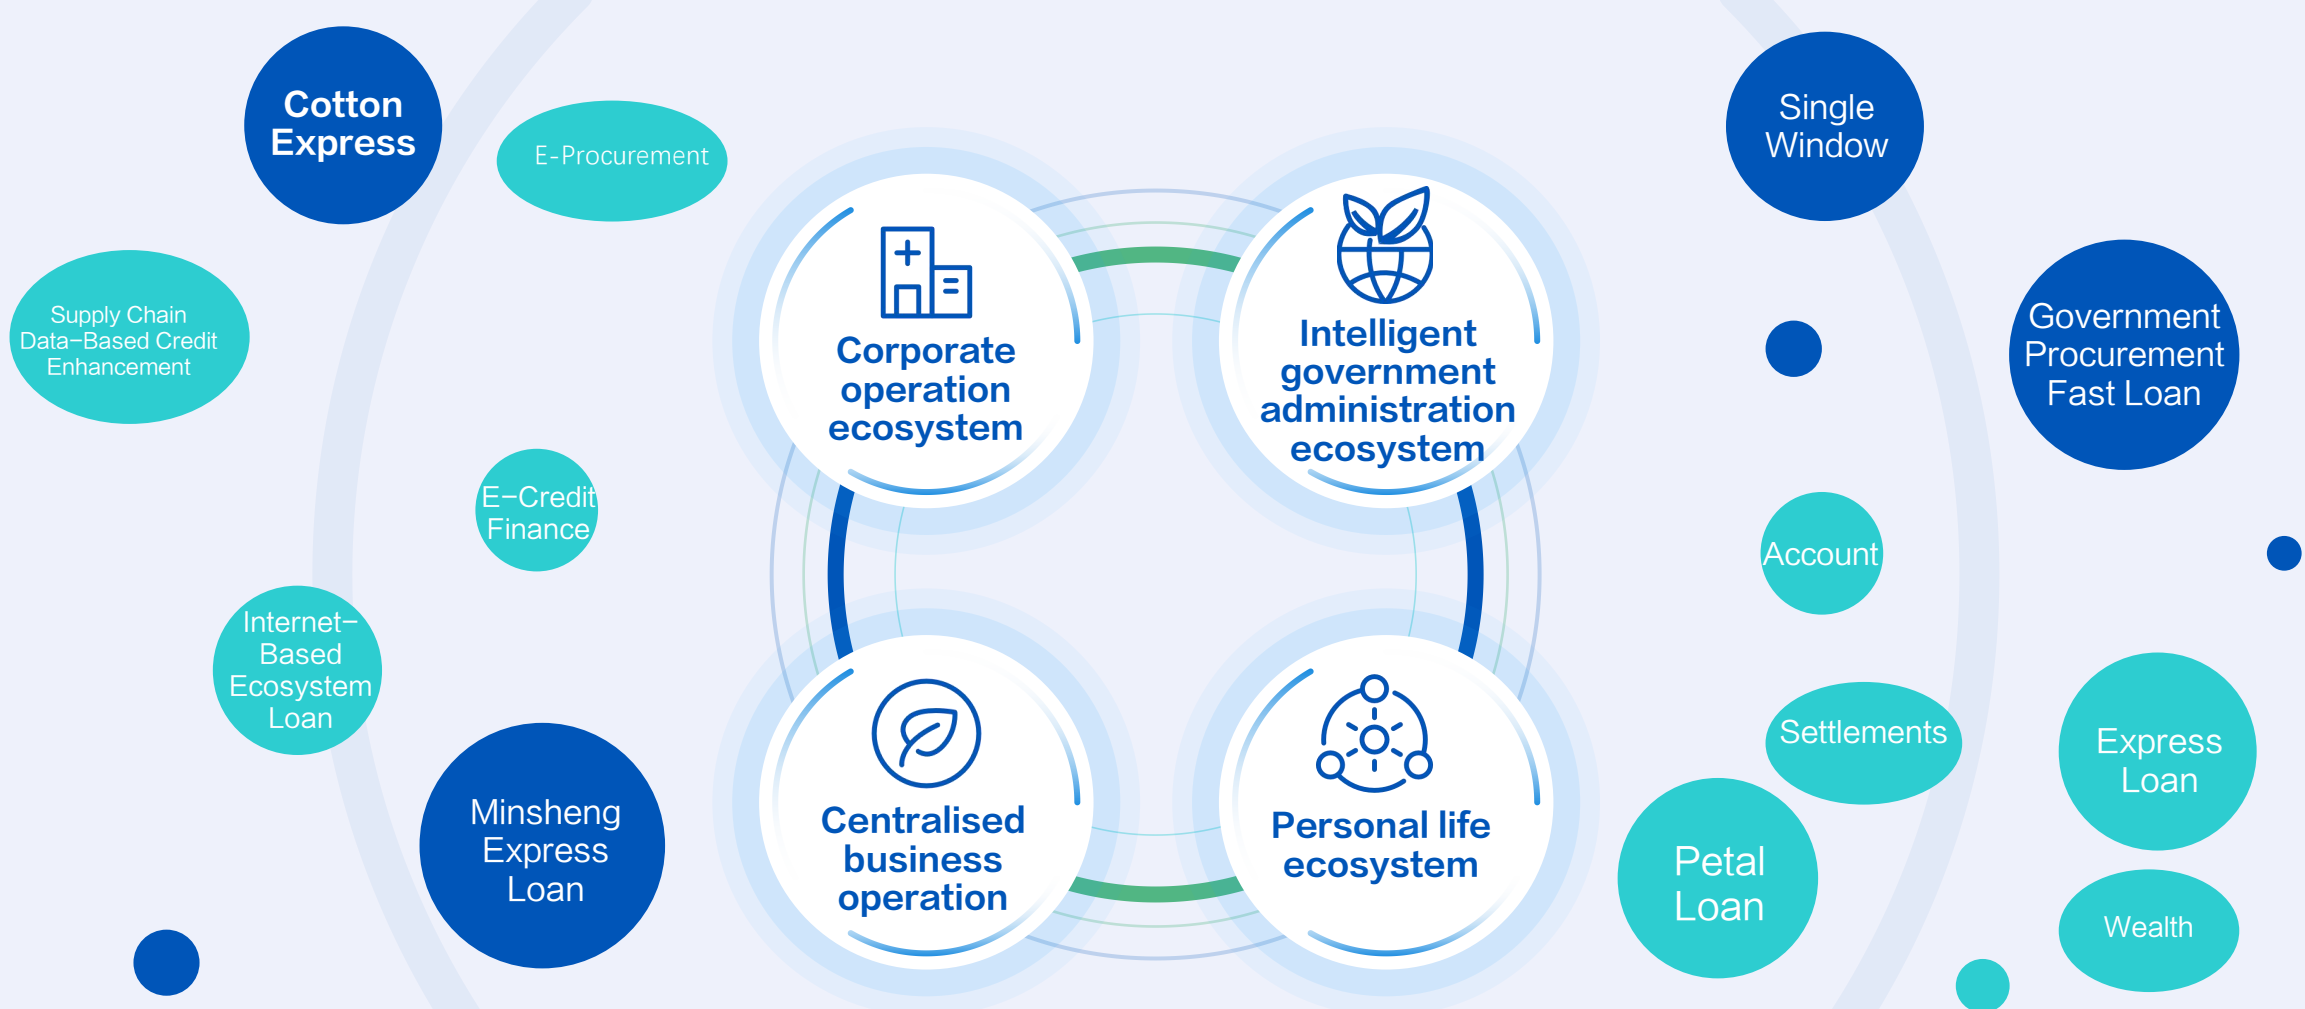 Cotton
Express
E-Procurement
Supply Chain
Data-Based Credit
Enhancement
E-Credit
Finance
Internet-
Based
Ecosystem
Loan
Minsheng
Express
Loan
Corporate
operation
ecosystem
Intelligent
government
administration
ecosystem
Centralised
business
operation
Personal life
ecosystem
Single
Window
Government
Procurement
Fast Loan
Account
Settlements
Express
Loan
Petal
Loan
Wealth